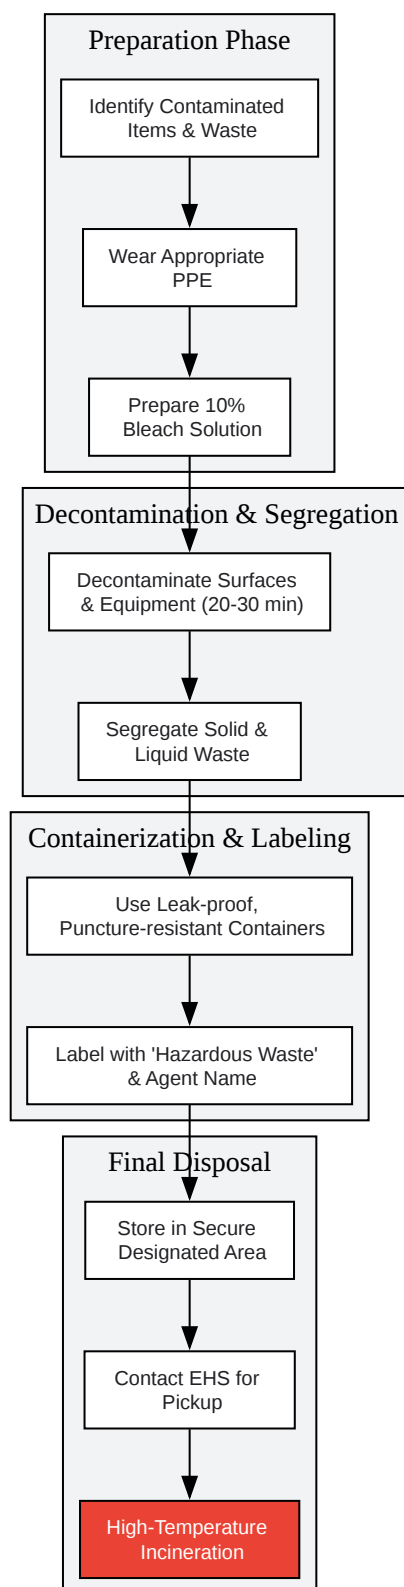 Preparation Phase
Identify Contaminated
Items & Waste
Wear Appropriate
PPE
Prepare 10%
Bleach Solution
Decontamination & Segregation
Decontaminate Surfaces
& Equipment (20-30 min)
Segregate Solid &
Liquid Waste
Containerization & Labeling
Use Leak-proof,
Puncture-resistant Containers
Label with 'Hazardous Waste'
& Agent Name
Final Disposal
Store in Secure
Designated Area
Contact EHS for
Pickup
High-Temperature
Incineration